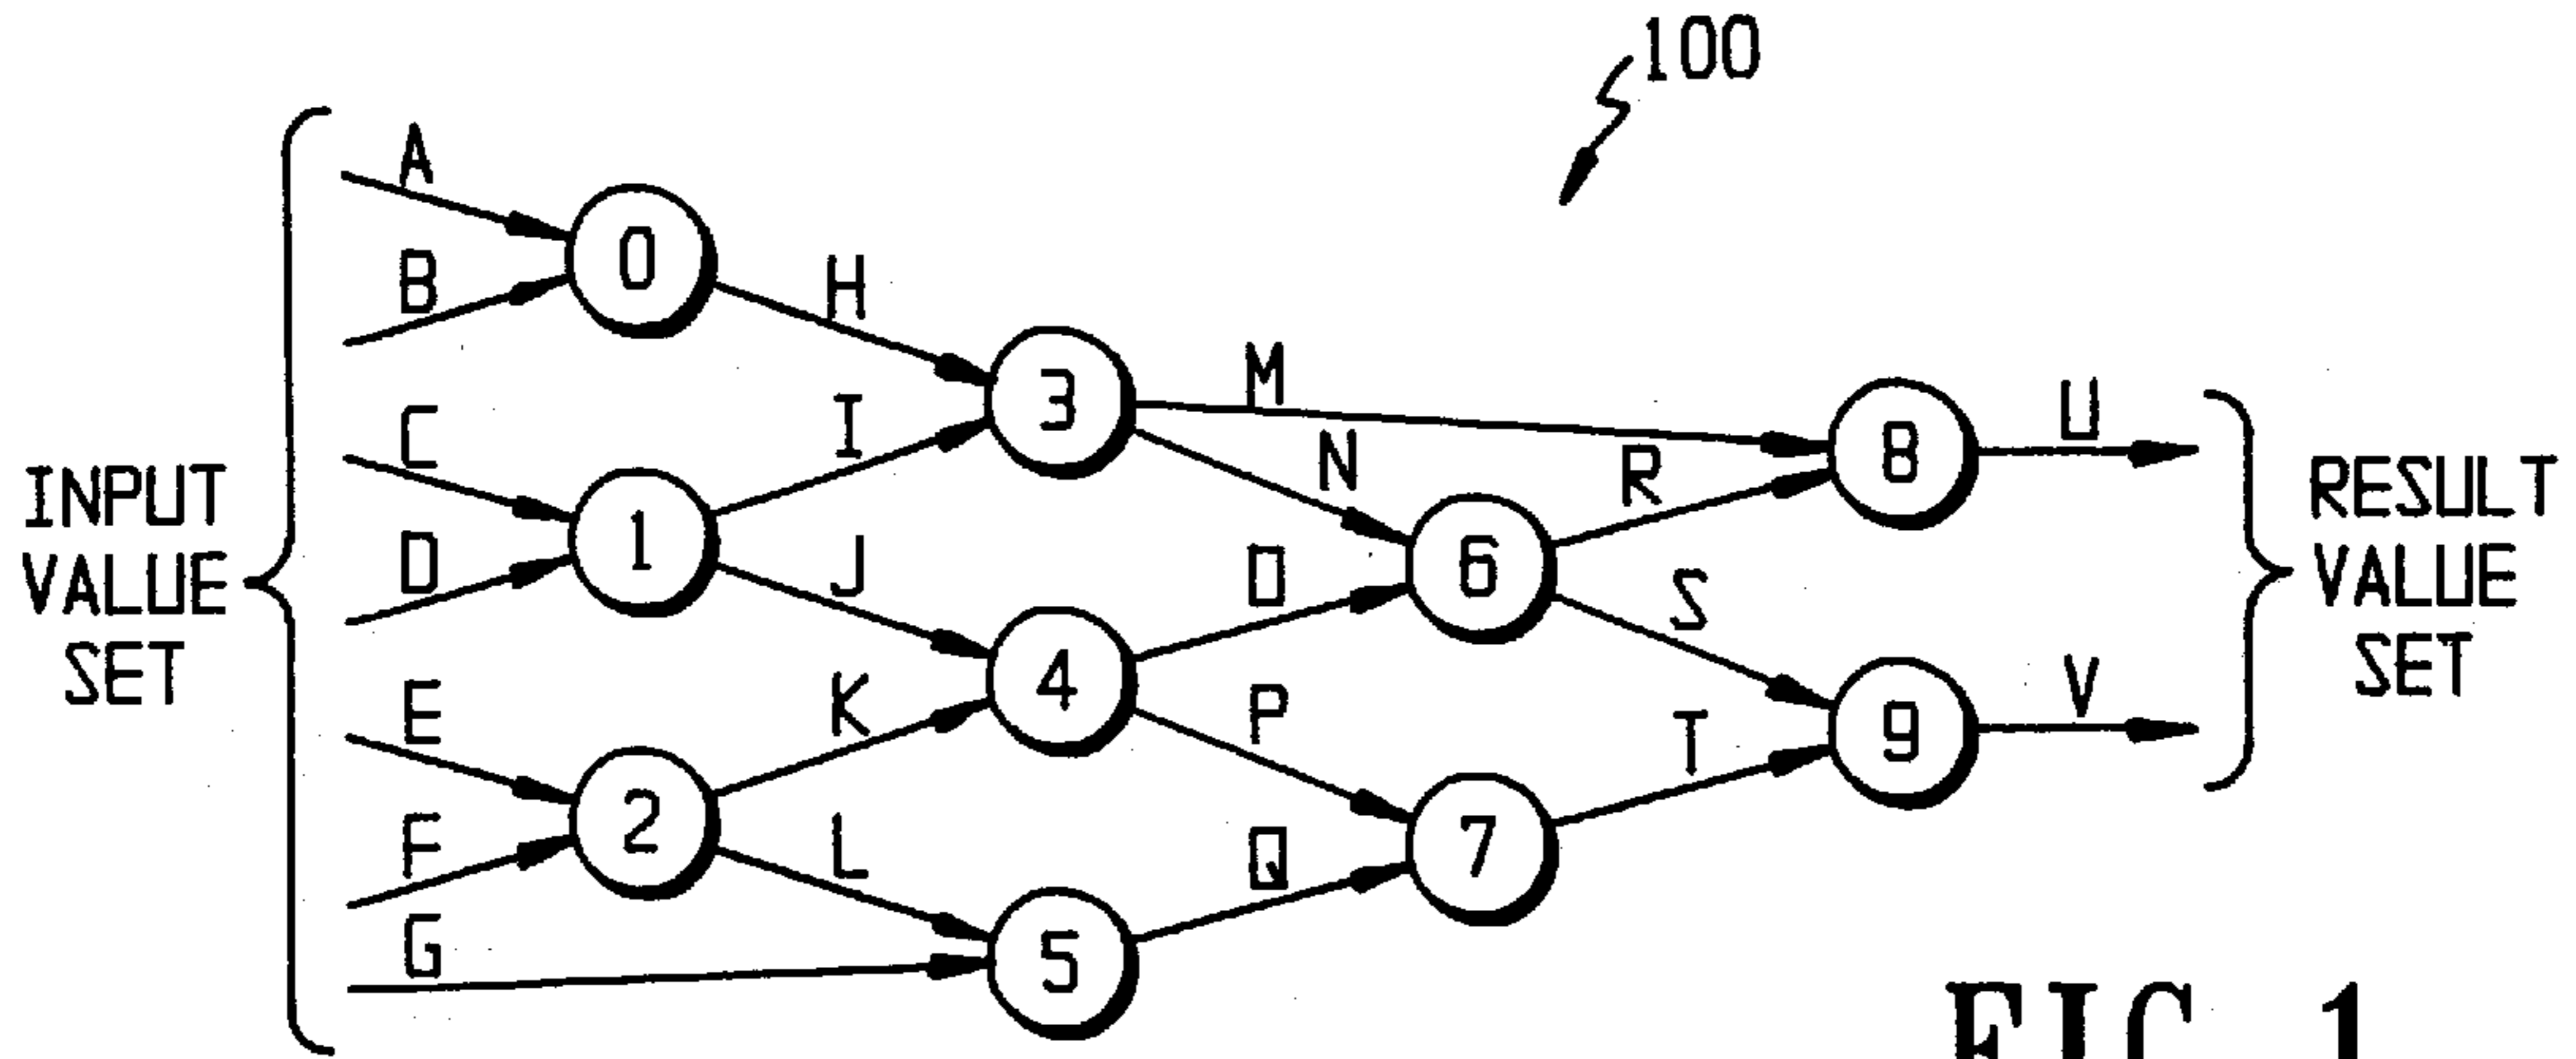 100
A
B
C
D
E
F
G
INPUT
VALUE
SET
0
1
2
H
I
J
K
L
3
4
5
M
N
O
P
Q
6
7
R
S
T
8
9
U
V
RESULT
VALUE
SET
FIG. 1